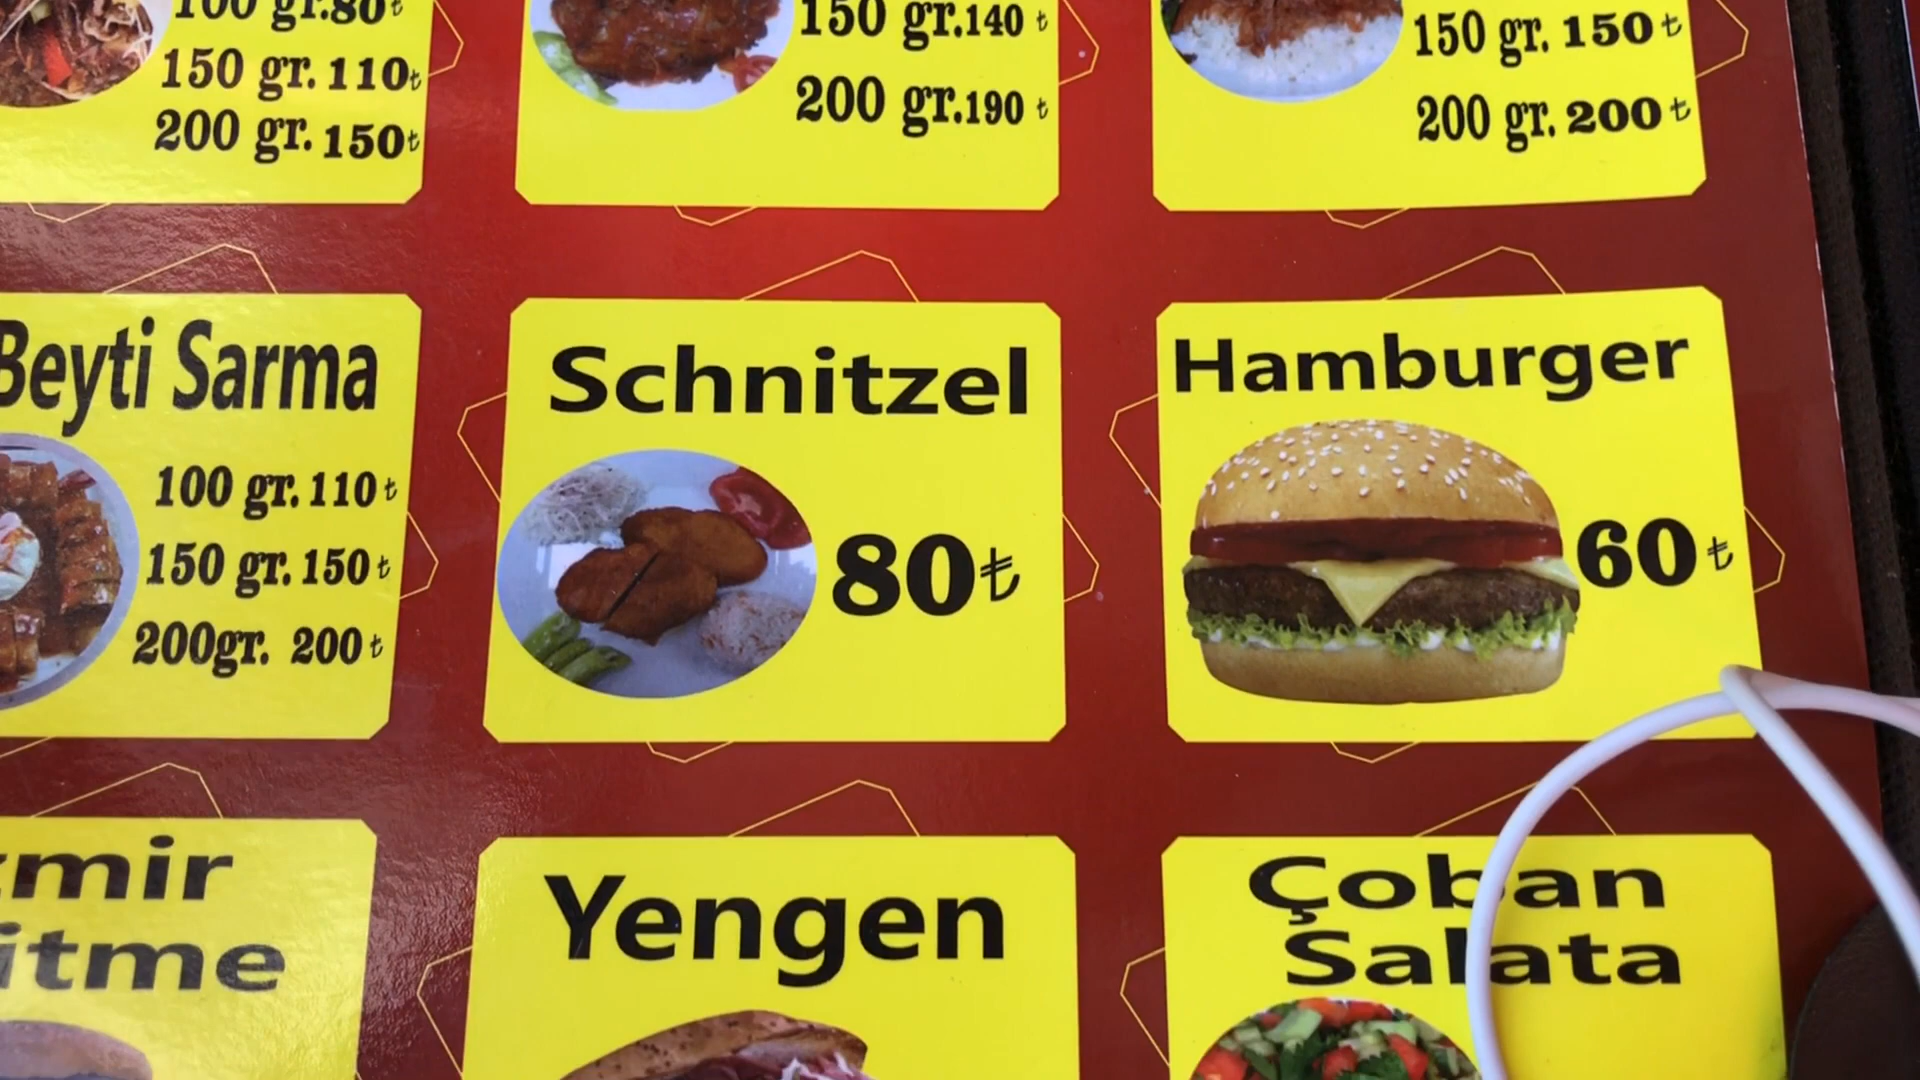 100 gr.80₺
150 gr. 110₺
200 gr. 150₺
150 gr.140 ₺
200 gr.190 ₺
150 gr. 150 ₺
200 gr. 200 ₺
Beyti Sarma
100 gr. 110 ₺
150 gr. 150 ₺
200gr. 200 ₺
Schnitzel
80₺
Hamburger
60₺
Yengen
Çoban
Salata